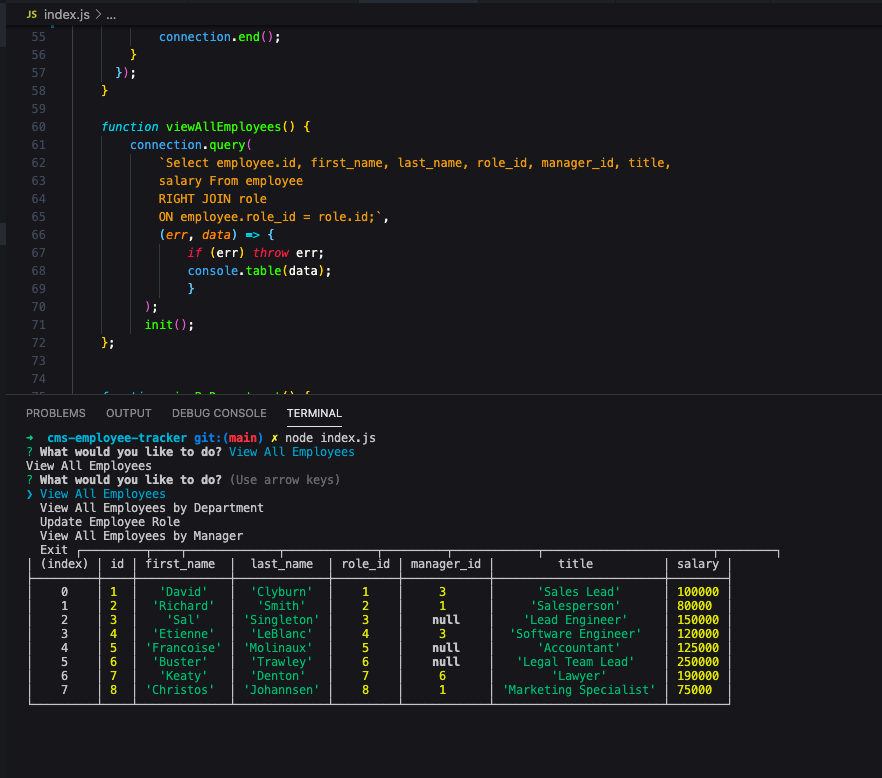 JS index.js > ...
55 connection.end();
56 }
57 });
58 }
59
60 function viewAllEmployees() {
61 connection.query(
62 `Select employee.id, first_name, last_name, role_id, manager_id, title,
63 salary From employee
64 RIGHT JOIN role
65 ON employee.role_id = role.id;`,
66 (err, data) => {
67 if (err) throw err;
68 console.table(data);
69 }
70 );
71 init();
72 };
73
74
PROBLEMS OUTPUT DEBUG CONSOLE TERMINAL
→ cms-employee-tracker git:(main) ✗ node index.js
? What would you like to do? View All Employees
View All Employees
? What would you like to do? (Use arrow keys)
❯ View All Employees
View All Employees by Department
Update Employee Role
View All Employees by Manager
Exit
(index) id first_name last_name role_id manager_id title salary
0 1 'David' 'Clyburn' 1 3 'Sales Lead' 100000
1 2 'Richard' 'Smith' 2 1 'Salesperson' 80000
2 3 'Sal' 'Singleton' 3 null 'Lead Engineer' 150000
3 4 'Etienne' 'LeBlanc' 4 3 'Software Engineer' 120000
4 5 'Francoise' 'Molinaux' 5 null 'Accountant' 125000
5 6 'Buster' 'Trawley' 6 null 'Legal Team Lead' 250000
6 7 'Keaty' 'Denton' 7 6 'Lawyer' 190000
7 8 'Christos' 'Johannsen' 8 1 'Marketing Specialist' 75000